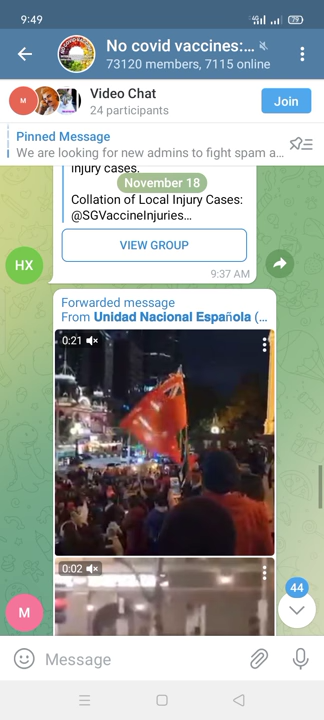 9:49
79
No covid vaccines:...
73120 members, 7115 online
M
Video Chat
24 participants
Join
Pinned Message
We are looking for new admins to fight spam a...
injury cases.
November 18
Collation of Local Injury Cases:
@SGVaccineInjuries...
VIEW GROUP
HX
9:37 AM
Forwarded message
From Unidad Nacional Española (...
0:21
0:02
44
M
Message